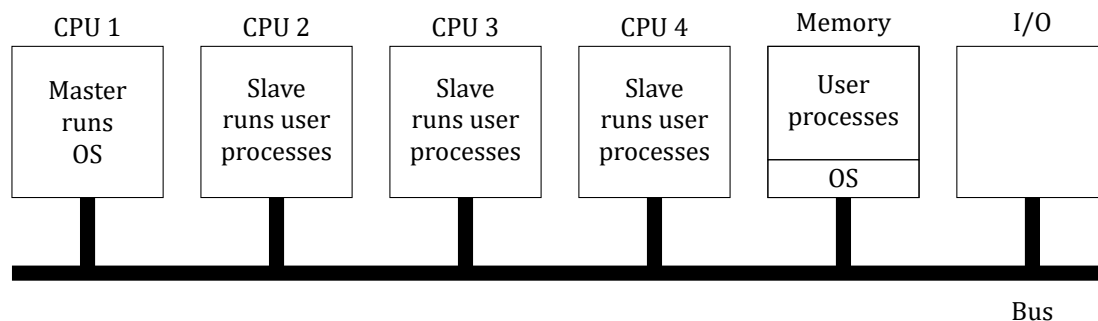 CPU 1
CPU 2
CPU 3
CPU 4
Memory
I/O
Master
runs
OS
Slave
runs user
processes
Slave
runs user
processes
Slave
runs user
processes
User
processes
OS
Bus